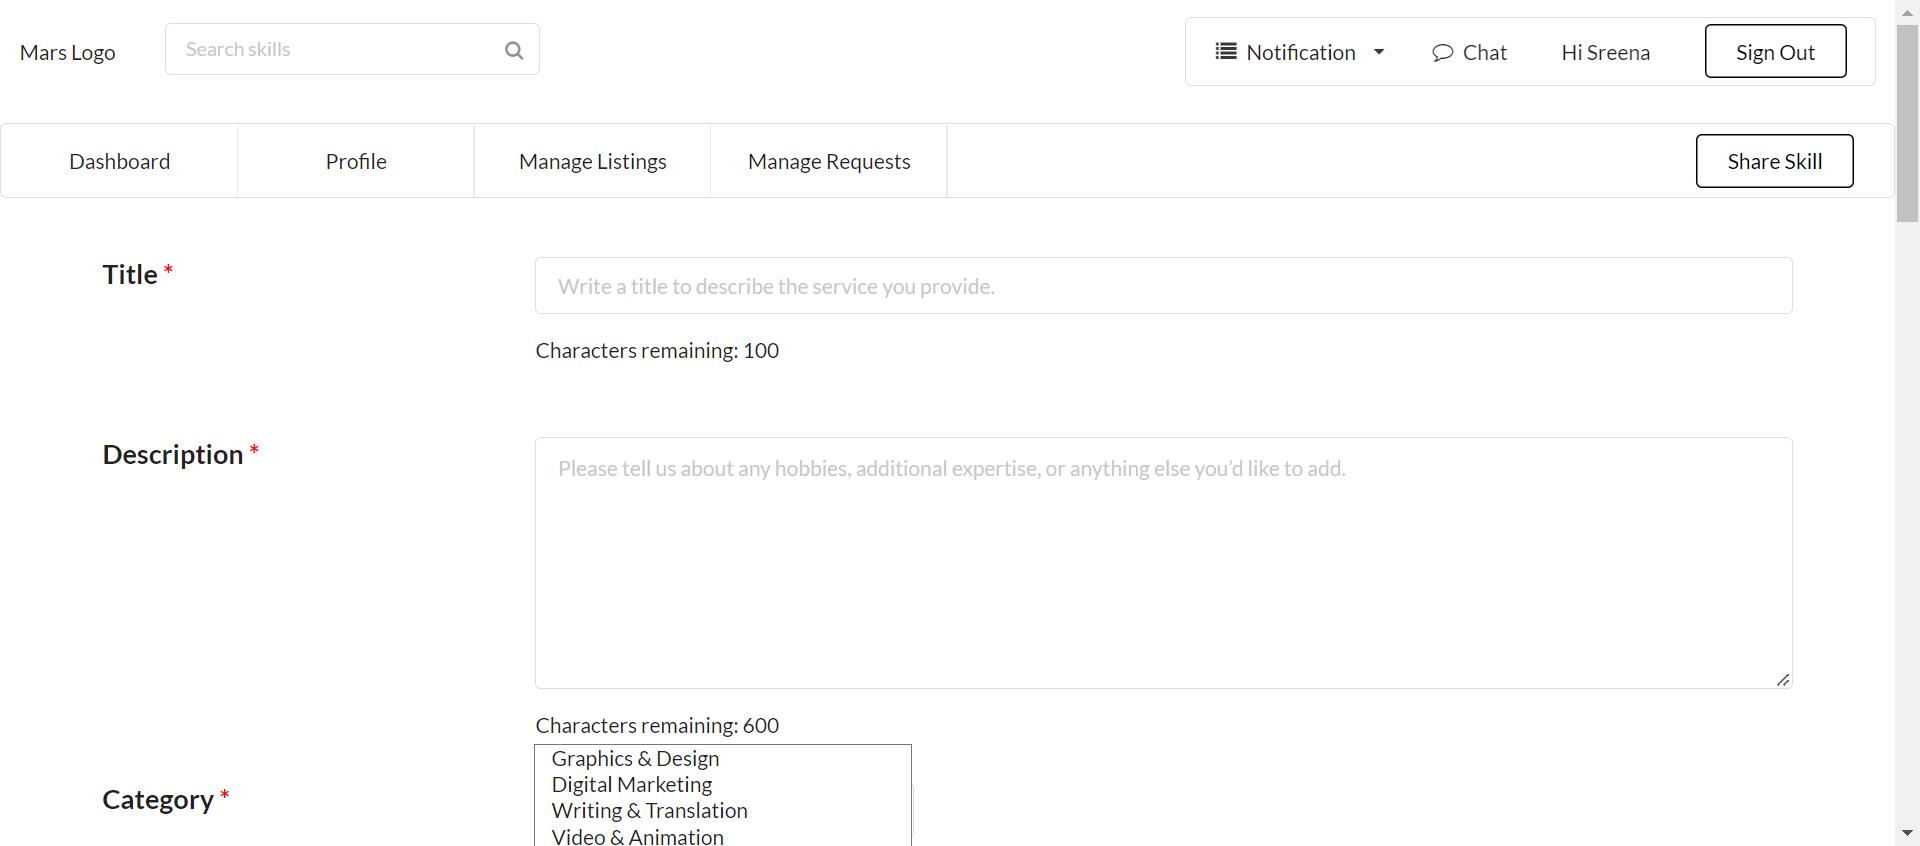 Mars Logo
Search skills
Notification
Chat
Hi Sreena
Sign Out
Dashboard
Profile
Manage Listings
Manage Requests
Share Skill
Title *
Write a title to describe the service you provide.
Characters remaining: 100
Description *
Please tell us about any hobbies, additional expertise, or anything else you’d like to add.
Characters remaining: 600
Category *
Graphics & Design
Digital Marketing
Writing & Translation
Video & Animation